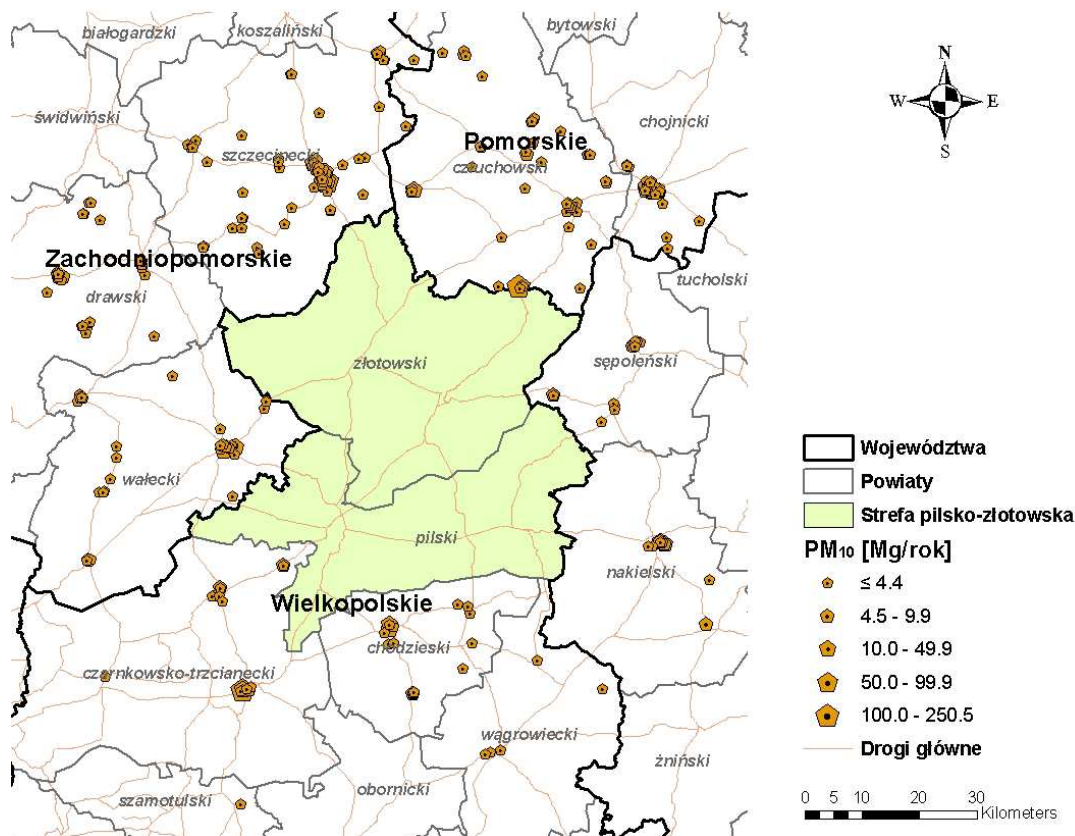 białogardzki
koszaliński
bytowski
N
W E
S
świdwiński
chojnicki
Pomorskie
szczecinecki
człuchowski
Zachodniopomorskie
drawski
tucholski
złotowski
sępoleński
wałecki
pilski
nakielski
Wielkopolskie
chodzieski
czarnkowsko-trzcianecki
wągrowiecki
żniński
obornicki
szamotulski
Województwa
Powiaty
Strefa pilsko-złotowska
PM10 [Mg/rok]
≤ 4.4
4.5 - 9.9
10.0 - 49.9
50.0 - 99.9
100.0 - 250.5
Drogi główne
0 5 10 20 30
Kilometers